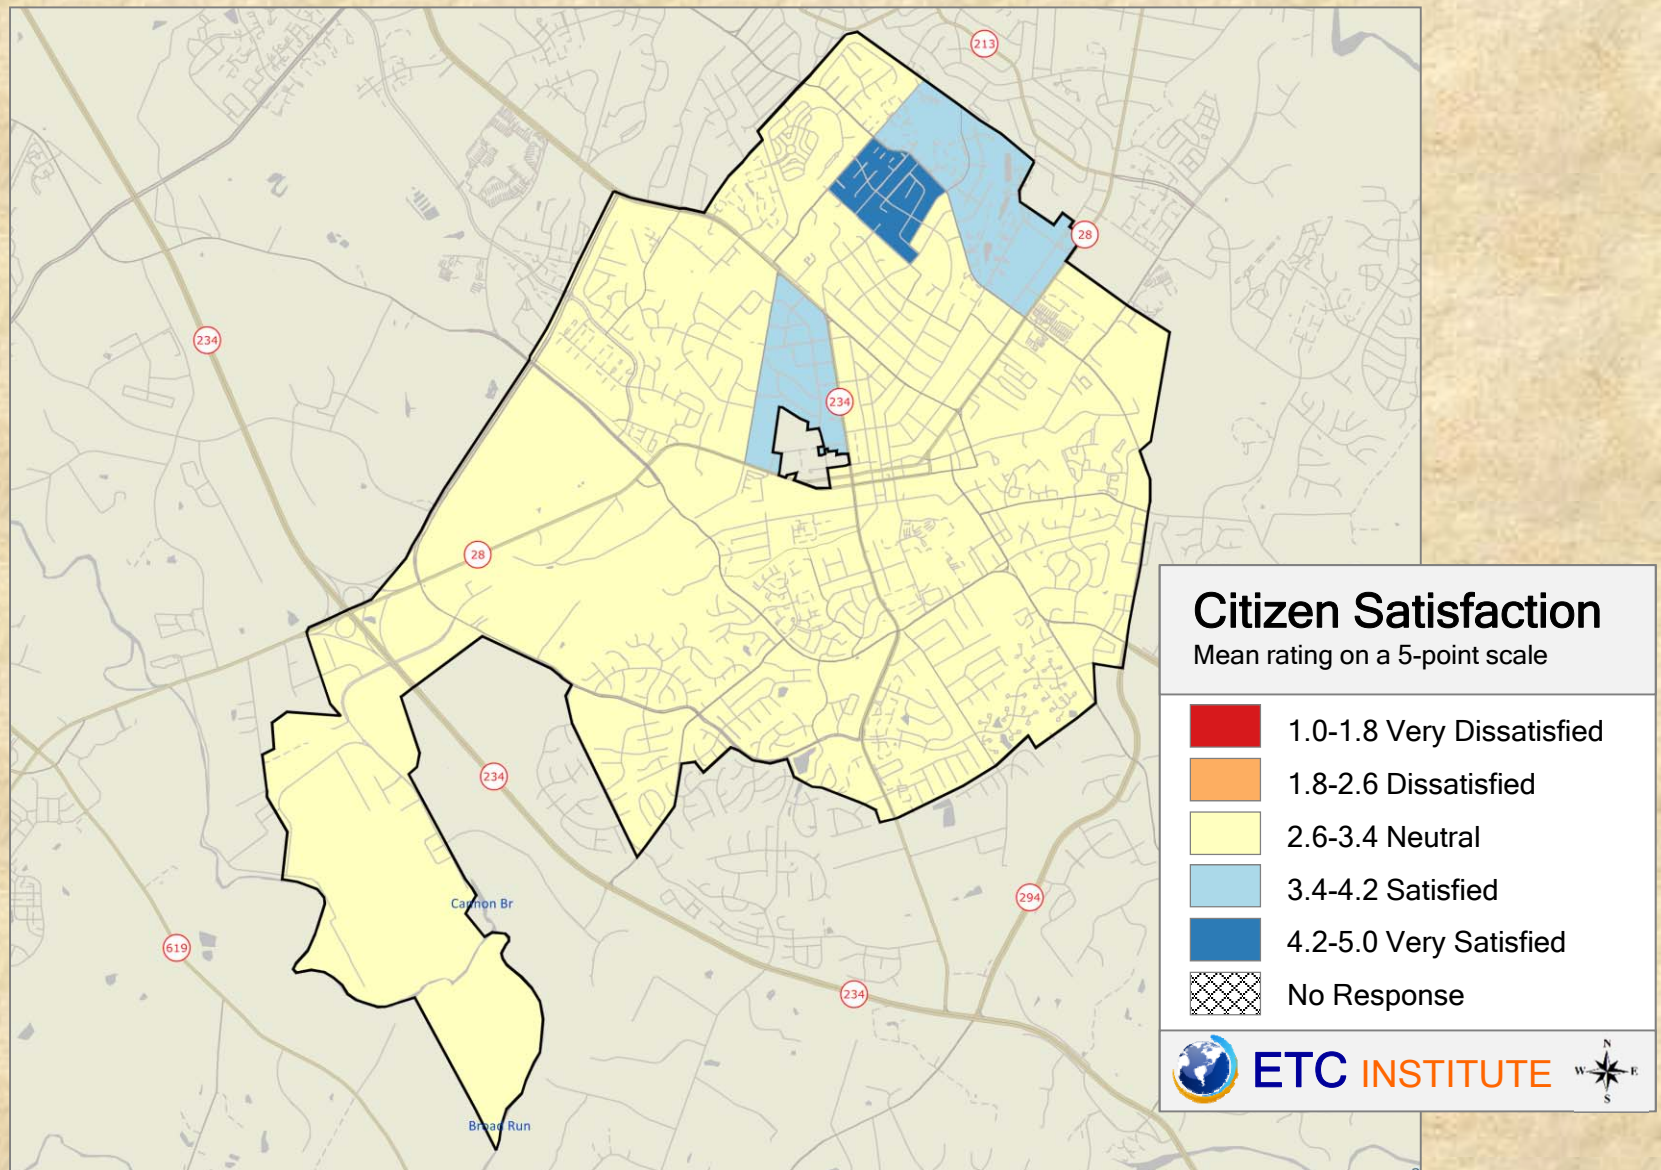 213
28
234
234
28
234
Cannon Br
294
619
234
Broad Run
Citizen Satisfaction
Mean rating on a 5-point scale
1.0-1.8 Very Dissatisfied
1.8-2.6 Dissatisfied
2.6-3.4 Neutral
3.4-4.2 Satisfied
4.2-5.0 Very Satisfied
No Response
ETC INSTITUTE
N
W E
S